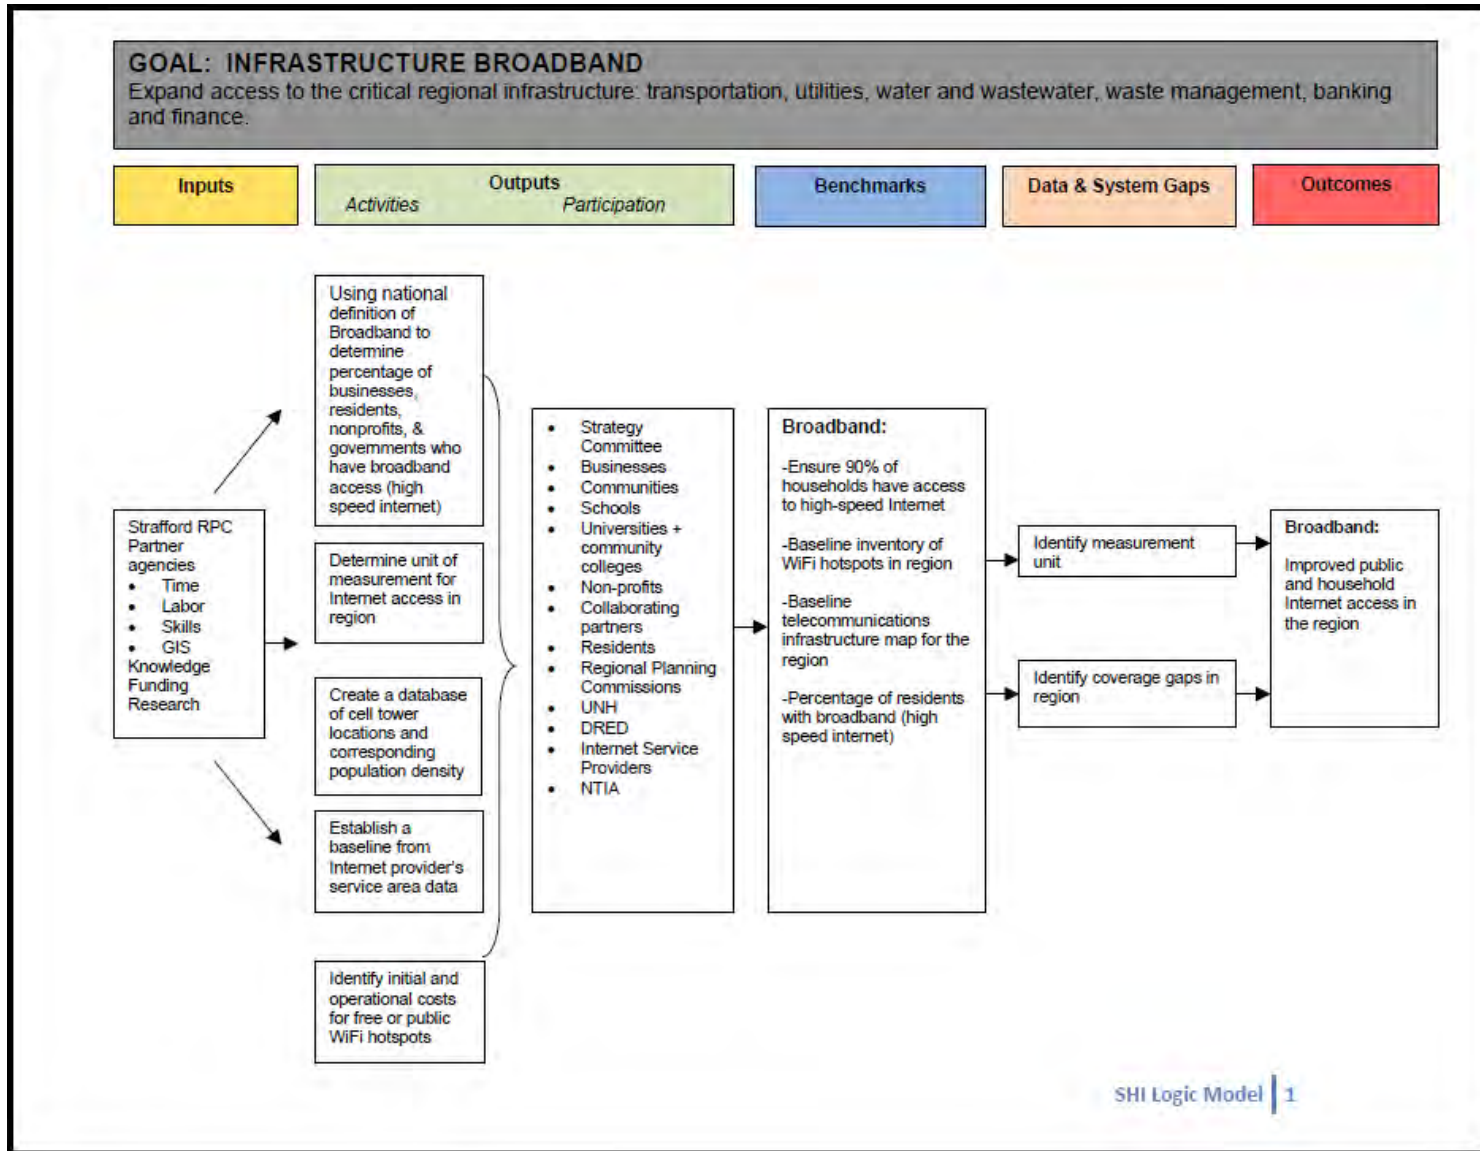 GOAL: INFRASTRUCTURE BROADBAND
Expand access to the critical regional infrastructure: transportation, utilities, water and wastewater, waste management, banking
and finance.
Inputs
Outputs
Activities Participation
Benchmarks
Data & System Gaps
Outcomes
Strafford RPC
Partner
agencies
• Time
• Labor
• Skills
• GIS
Knowledge
Funding
Research
Using national
definition of
Broadband to
determine
percentage of
businesses,
residents,
nonprofits, &
governments who
have broadband
access (high
speed internet)
Determine unit of
measurement for
Internet access in
region
Create a database
of cell tower
locations and
corresponding
population density
Establish a
baseline from
Internet provider's
service area data
Identify initial and
operational costs
for free or public
WiFi hotspots
• Strategy
Committee
• Businesses
• Communities
• Schools
• Universities +
community
colleges
• Non-profits
• Collaborating
partners
• Residents
• Regional Planning
Commissions
• UNH
• DRED
• Internet Service
Providers
• NTIA
Broadband:
-Ensure 90% of
households have access
to high-speed Internet
-Baseline inventory of
WiFi hotspots in region
-Baseline
telecommunications
infrastructure map for the
region
-Percentage of residents
with broadband (high
speed internet)
Identify measurement
unit
Identify coverage gaps in
region
Broadband:
Improved public
and household
Internet access in
the region
SHI Logic Model | 1